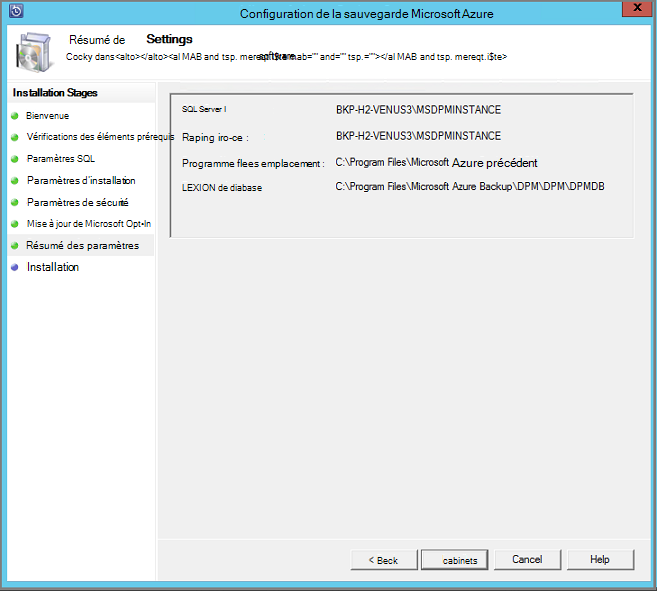 Configuration de la sauvegarde Microsoft Azure
x
Résumé de Settings
Cocky dans<alto></alto><al MAB and tsp. mab="" and="" tsp.=""></al MAB and tsp. mereqt.i$te>
Installation Stages
Bienvenue
Vérifications des éléments prérequis
Paramètres SQL
Paramètres d'installation
Paramètres de sécurité
Mise à jour de Microsoft Opt-In
Résumé des paramètres
Installation
SQL Server I BKP-H2-VENUS3\MSDPMINSTANCE
Raping iro-ce : BKP-H2-VENUS3\MSDPMINSTANCE
Programme flees emplacement : C:\Program Files\Microsoft Azure précédent
LEXION de diabase C:\Program Files\Microsoft Azure Backup\DPM\DPM\DPMDB
< Beck cabinets Cancel Help